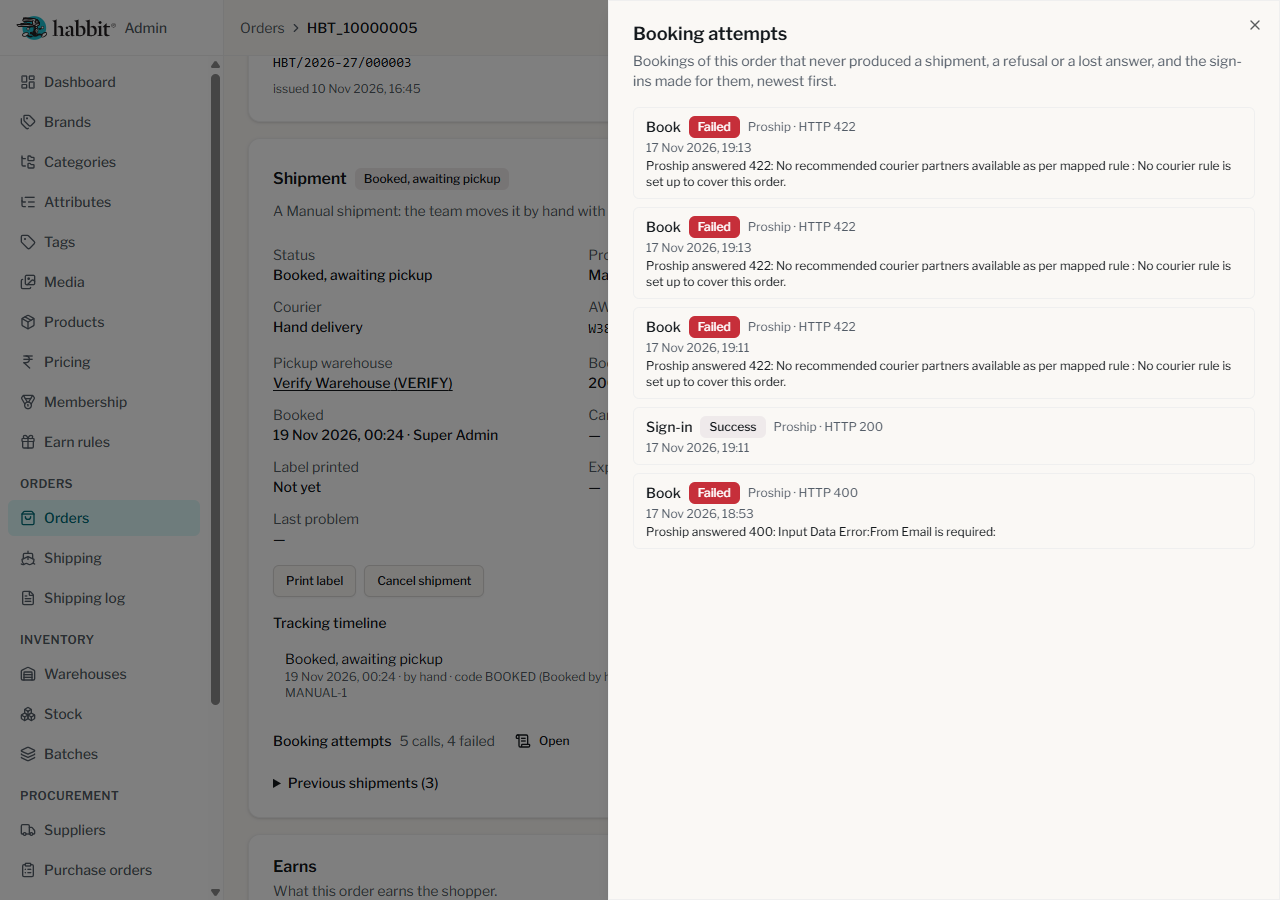 habbit® Admin
Orders > HBT_10000005
Dashboard
Brands
Categories
Attributes
Tags
Media
Products
Pricing
Membership
Earn rules
ORDERS
Orders
Shipping
Shipping log
INVENTORY
Warehouses
Stock
Batches
PROCUREMENT
Suppliers
Purchase orders
HBT/2026-27/000003
issued 10 Nov 2026, 16:45
Shipment Booked, awaiting pickup
A Manual shipment: the team moves it by hand with
Status
Booked, awaiting pickup
Courier
Hand delivery
Pickup warehouse
Verify Warehouse (VERIFY)
Booked
19 Nov 2026, 00:24 · Super Admin
—
Label printed
Not yet
—
Last problem
—
Print label Cancel shipment
Tracking timeline
Booked, awaiting pickup
19 Nov 2026, 00:24 · by hand · code BOOKED (Booked by
MANUAL-1
Booking attempts 5 calls, 4 failed Open
Previous shipments (3)
Earns
What this order earns the shopper.
Booking attempts
Bookings of this order that never produced a shipment, a refusal or a lost answer, and the sign-
ins made for them, newest first.
Book Failed Proship · HTTP 422
17 Nov 2026, 19:13
Proship answered 422: No recommended courier partners available as per mapped rule : No courier rule is
set up to cover this order.
Book Failed Proship · HTTP 422
17 Nov 2026, 19:13
Proship answered 422: No recommended courier partners available as per mapped rule : No courier rule is
set up to cover this order.
Book Failed Proship · HTTP 422
17 Nov 2026, 19:11
Proship answered 422: No recommended courier partners available as per mapped rule : No courier rule is
set up to cover this order.
Sign-in Success Proship · HTTP 200
17 Nov 2026, 19:11
Book Failed Proship · HTTP 400
17 Nov 2026, 18:53
Proship answered 400: Input Data Error:From Email is required: